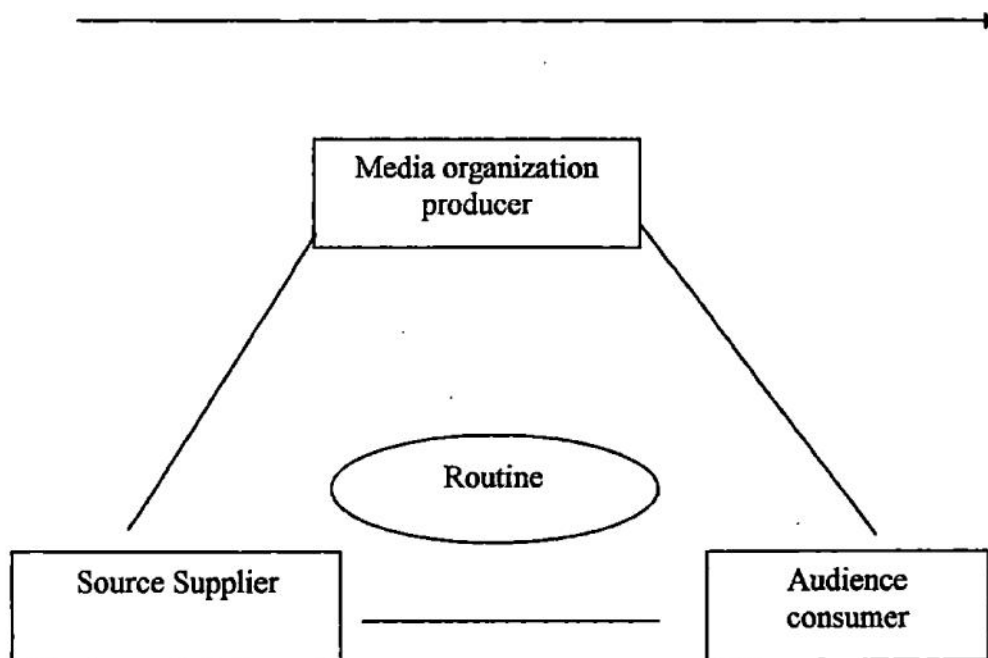 Media organization
producer
Routine
Source Supplier
Audience
consumer